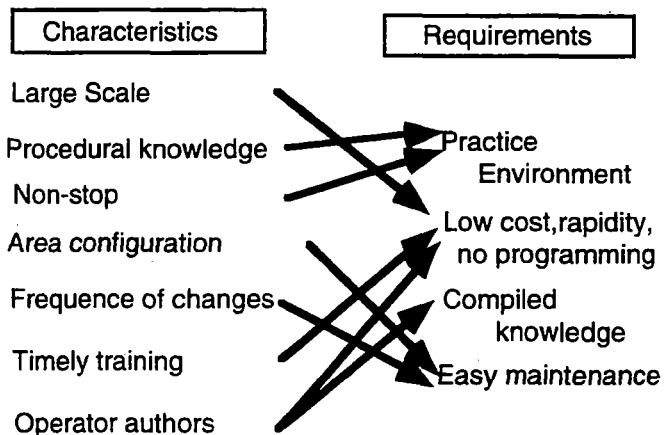 Characteristics
Requirements
Large Scale
Procedural knowledge
Non-stop
Area configuration
Frequence of changes
Timely training
Operator authors
Practice
Environment
Low cost,rapidity,
no programming
Compiled
knowledge
Easy maintenance